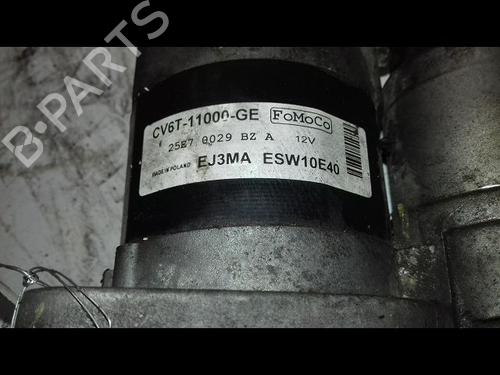 B-PARTS
CV6T-11000-GE FoMoCo
25E7 0029 BZ A 12V
MADE IN POLAND EJ3MA ESW10E40